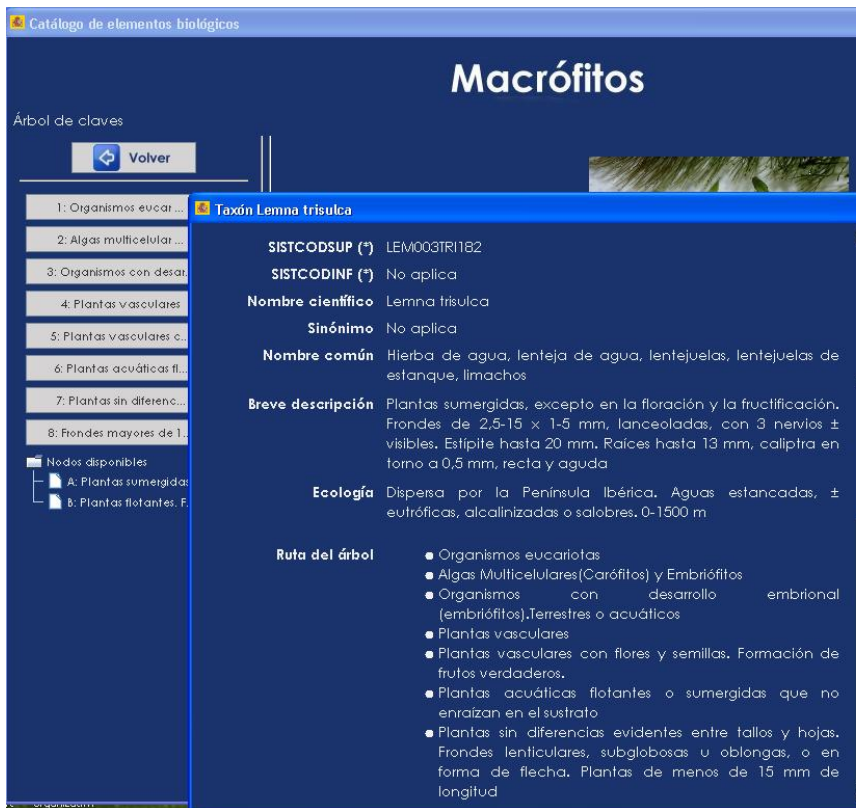 Catálogo de elementos biológicos
Macrófitos
Árbol de claves
Volver
1: Organismos eucar ...
2: Algas multicelular ...
3: Organismos con desar.
4: Plantas vasculares
5: Plantas vasculares c..
6: Plantas acuáticas fl...
7: Plantas sin diferenc...
8: Frondes mayores de 1..
Nodos disponibles
A: Plantas sumergidas
B: Plantas flotantes. F.
Taxón Lemna trisulca
SISTCODSUP (*) LEM003TRI1B2
SISTCODINF (*) No aplica
Nombre científico Lemna trisulca
Sinónimo No aplica
Nombre común Hierba de agua, lenteja de agua, lentejuelas, lentejuelas de
estanque, limachos
Breve descripción Plantas sumergidas, excepto en la floración y la fructificación.
Frondes de 2,5-15 x 1-5 mm, lanceoladas, con 3 nervios ±
visibles. Estípite hasta 20 mm. Raíces hasta 13 mm, caliptra en
torno a 0,5 mm, recta y aguda
Ecología Dispersa por la Península Ibérica. Aguas estancadas, ±
eutróficas, alcalinizadas o salobres. 0-1500 m
Ruta del árbol
Organismos eucariotas
Algas Multicelulares(Carófitos) y Embriófitos
Organismos con desarrollo embrional
(embriófitos).Terrestres o acuáticos
Plantas vasculares
Plantas vasculares con flores y semillas. Formación de
frutos verdaderos.
Plantas acuáticas flotantes o sumergidas que no
enraízan en el sustrato
Plantas sin diferencias evidentes entre tallos y hojas.
Frondes lenticulares, subglobosas u oblongas, o en
forma de flecha. Plantas de menos de 15 mm de
longitud